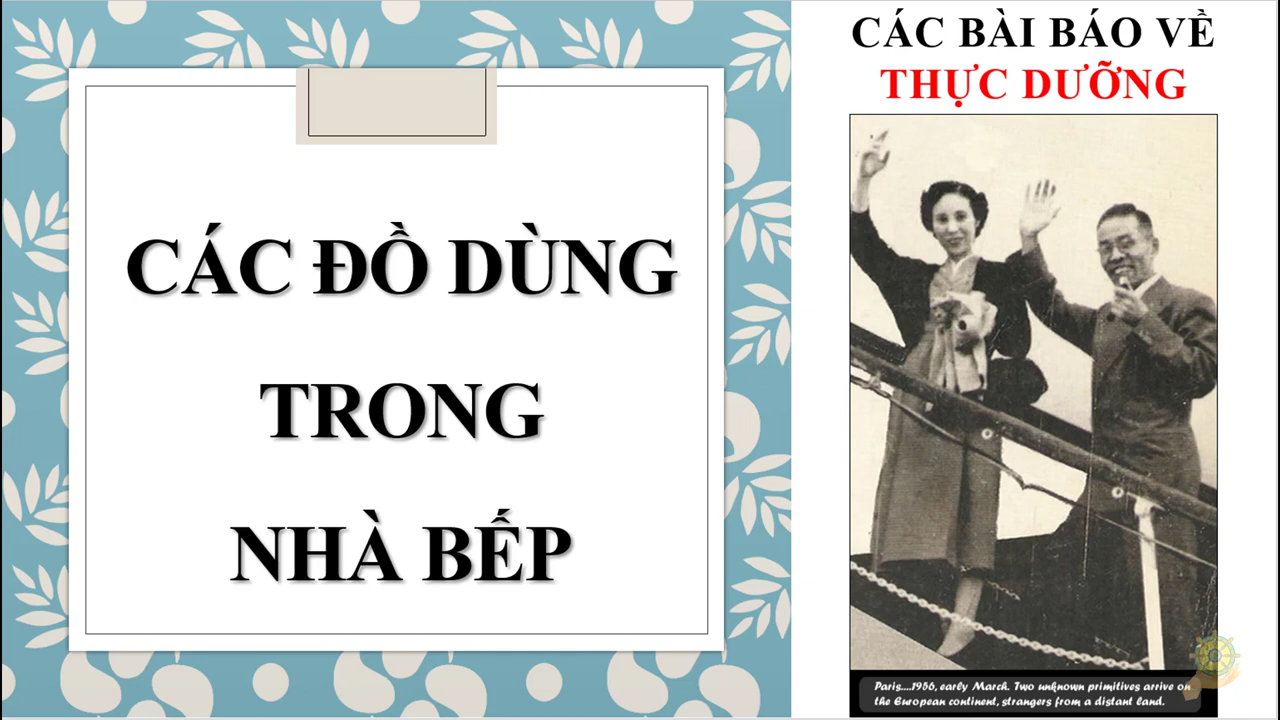 CÁC ĐỒ DÙNG
TRONG
NHÀ BẾP
CÁC BÀI BÁO VỀ
THỰC DƯỠNG
Paris....1956, early March. Two unknown primitives arrive on
the European continent, strangers from a distant land.